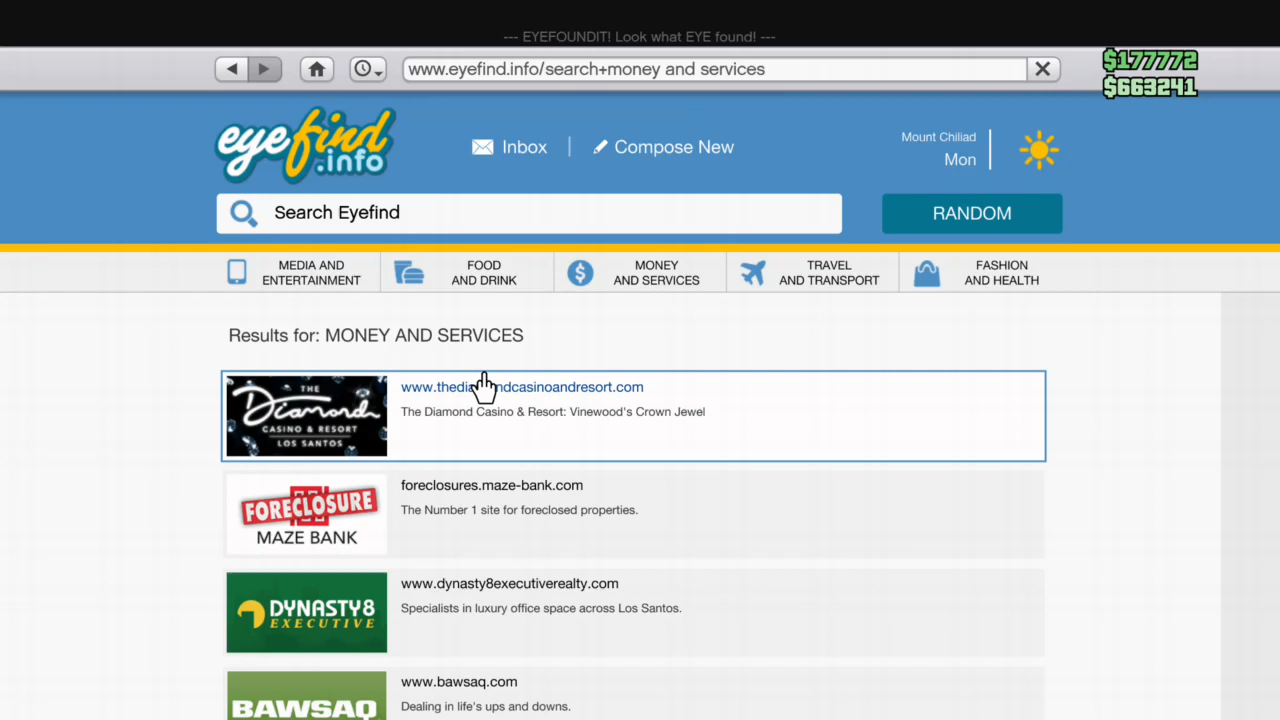 --- EYEFOUNDIT! Look what EYE found! ---
www.eyefind.info/search+money and services
$177772
$663241
eyefind
.info
Inbox
Compose New
Mount Chiliad
Mon
Search Eyefind
RANDOM
MEDIA AND
ENTERTAINMENT
FOOD
AND DRINK
MONEY
AND SERVICES
TRAVEL
AND TRANSPORT
FASHION
AND HEALTH
Results for: MONEY AND SERVICES
THE
Diamond
CASINO & RESORT
LOS SANTOS
www.thediamondcasinoandresort.com
The Diamond Casino & Resort: Vinewood's Crown Jewel
FORECLOSURE
MAZE BANK
foreclosures.maze-bank.com
The Number 1 site for foreclosed properties.
DYNASTY8
EXECUTIVE
www.dynasty8executiverealty.com
Specialists in luxury office space across Los Santos.
BAWSAQ
www.bawsaq.com
Dealing in life's ups and downs.